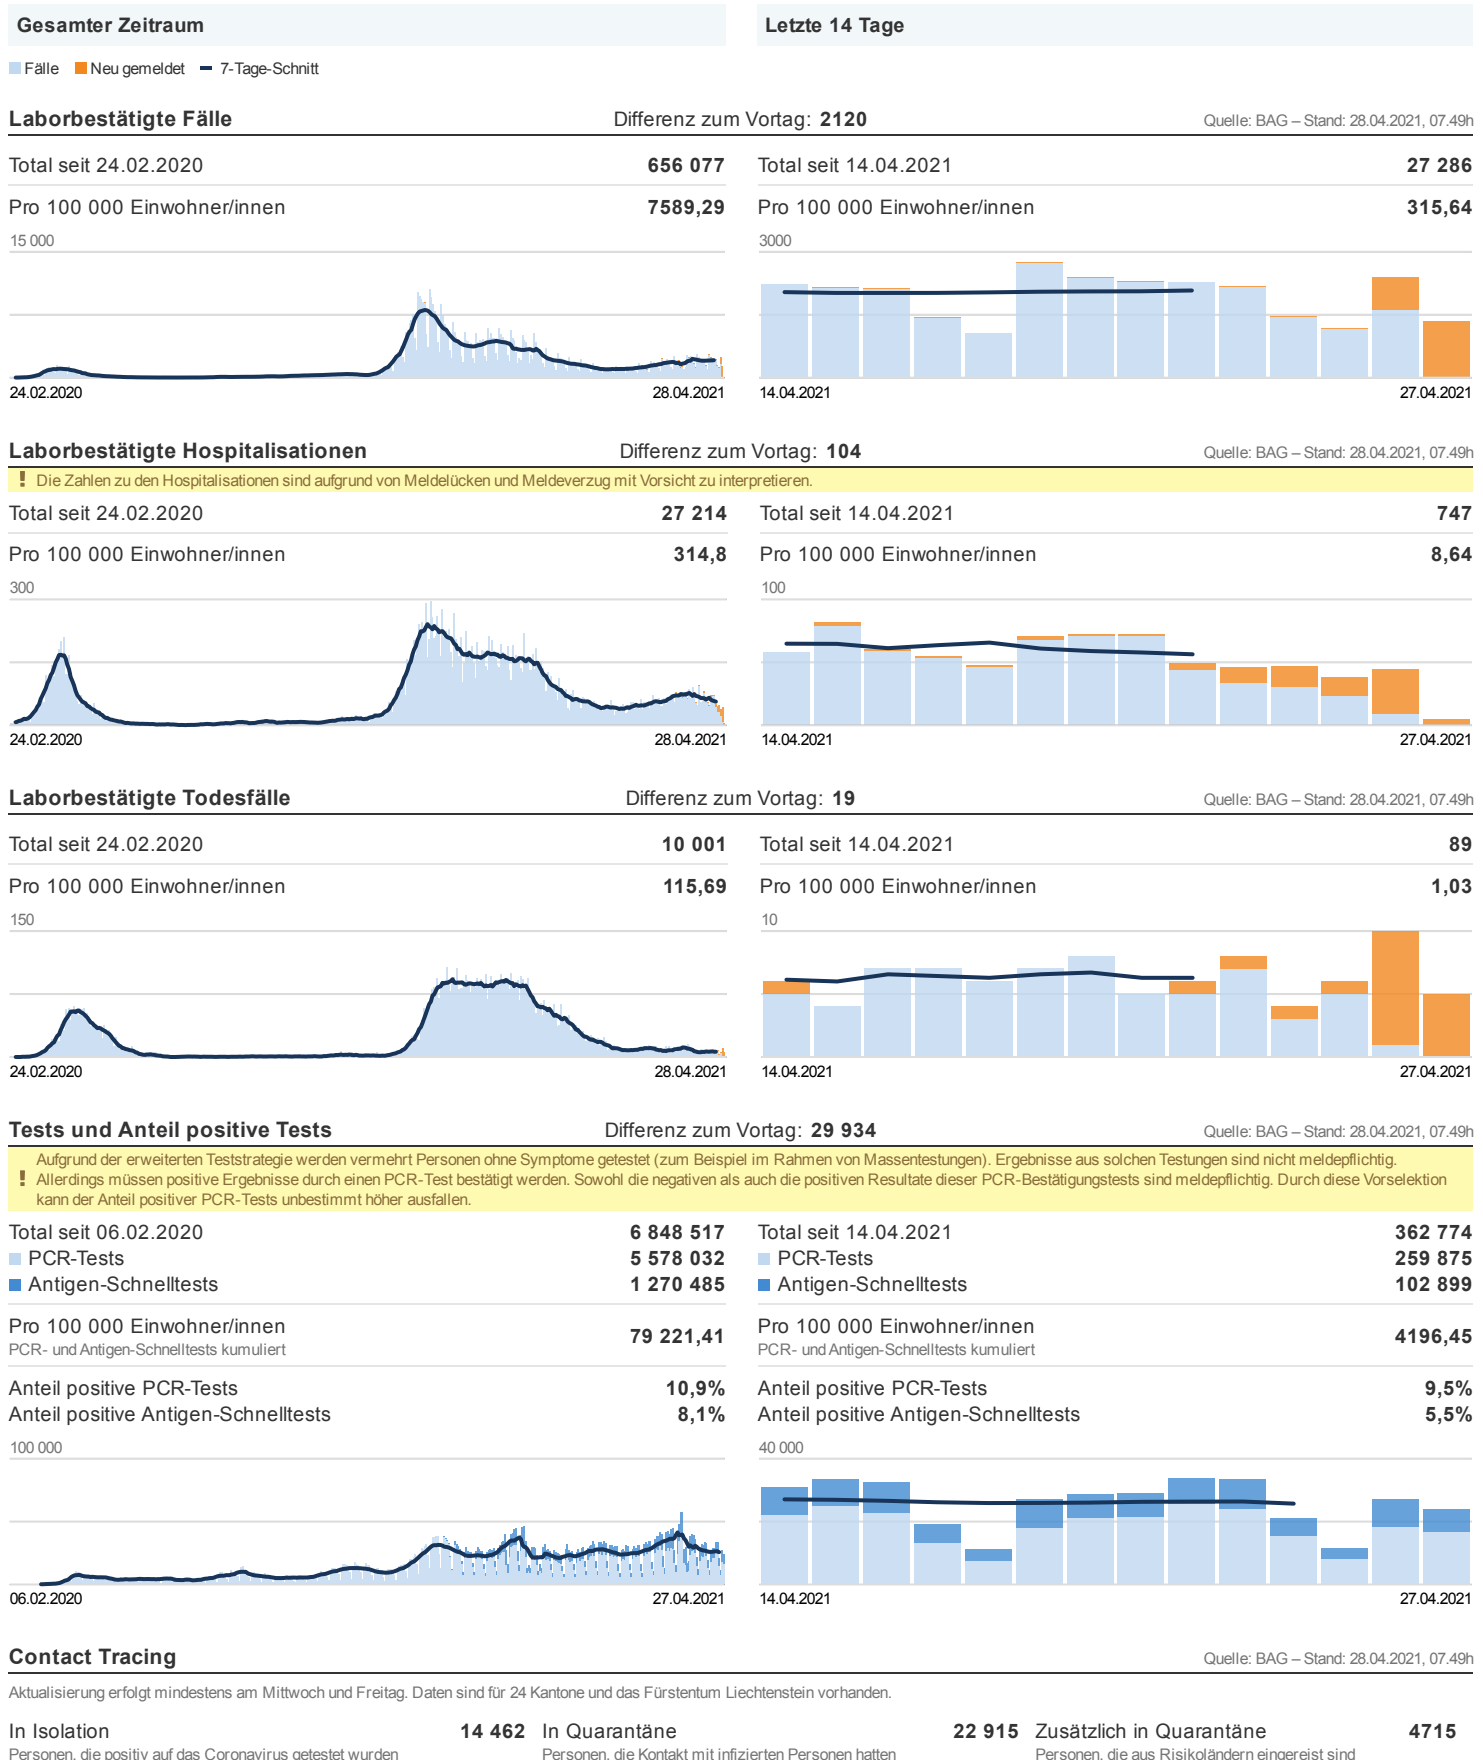 Gesamter Zeitraum
Letzte 14 Tage
Fälle Neu gemeldet 7-Tage-Schnitt
Laborbestätigte Fälle Differenz zum Vortag: 2120 Quelle: BAG – Stand: 28.04.2021, 07.49h
Total seit 24.02.2020 656 077
Pro 100 000 Einwohner/innen 7589,29
15 000
24.02.2020 28.04.2021
Total seit 14.04.2021 27 286
Pro 100 000 Einwohner/innen 315,64
3000
14.04.2021 27.04.2021
Laborbestätigte Hospitalisationen Differenz zum Vortag: 104 Quelle: BAG – Stand: 28.04.2021, 07.49h
! Die Zahlen zu den Hospitalisationen sind aufgrund von Meldelücken und Meldeverzug mit Vorsicht zu interpretieren.
Total seit 24.02.2020 27 214
Pro 100 000 Einwohner/innen 314,8
300
24.02.2020 28.04.2021
Total seit 14.04.2021 747
Pro 100 000 Einwohner/innen 8,64
100
14.04.2021 27.04.2021
Laborbestätigte Todesfälle Differenz zum Vortag: 19 Quelle: BAG – Stand: 28.04.2021, 07.49h
Total seit 24.02.2020 10 001
Pro 100 000 Einwohner/innen 115,69
150
24.02.2020 28.04.2021
Total seit 14.04.2021 89
Pro 100 000 Einwohner/innen 1,03
10
14.04.2021 27.04.2021
Tests und Anteil positive Tests Differenz zum Vortag: 29 934 Quelle: BAG – Stand: 28.04.2021, 07.49h
Aufgrund der erweiterten Teststrategie werden vermehrt Personen ohne Symptome getestet (zum Beispiel im Rahmen von Massentestungen). Ergebnisse aus solchen Testungen sind nicht meldepflichtig.
! Allerdings müssen positive Ergebnisse durch einen PCR-Test bestätigt werden. Sowohl die negativen als auch die positiven Resultate dieser PCR-Bestätigungstests sind meldepflichtig. Durch diese Vorselektion
kann der Anteil positiver PCR-Tests unbestimmt höher ausfallen.
Total seit 06.02.2020 6 848 517
PCR-Tests 5 578 032
Antigen-Schnelltests 1 270 485
Pro 100 000 Einwohner/innen 79 221,41
PCR- und Antigen-Schnelltests kumuliert
Anteil positive PCR-Tests 10,9%
Anteil positive Antigen-Schnelltests 8,1%
100 000
06.02.2020 27.04.2021
Total seit 14.04.2021 362 774
PCR-Tests 259 875
Antigen-Schnelltests 102 899
Pro 100 000 Einwohner/innen 4196,45
PCR- und Antigen-Schnelltests kumuliert
Anteil positive PCR-Tests 9,5%
Anteil positive Antigen-Schnelltests 5,5%
40 000
14.04.2021 27.04.2021
Contact Tracing Quelle: BAG – Stand: 28.04.2021, 07.49h
Aktualisierung erfolgt mindestens am Mittwoch und Freitag. Daten sind für 24 Kantone und das Fürstentum Liechtenstein vorhanden.
In Isolation 14 462
Personen, die positiv auf das Coronavirus getestet wurden
In Quarantäne 22 915
Personen, die Kontakt mit infizierten Personen hatten
Zusätzlich in Quarantäne 4715
Personen, die aus Risikoländern eingereist sind